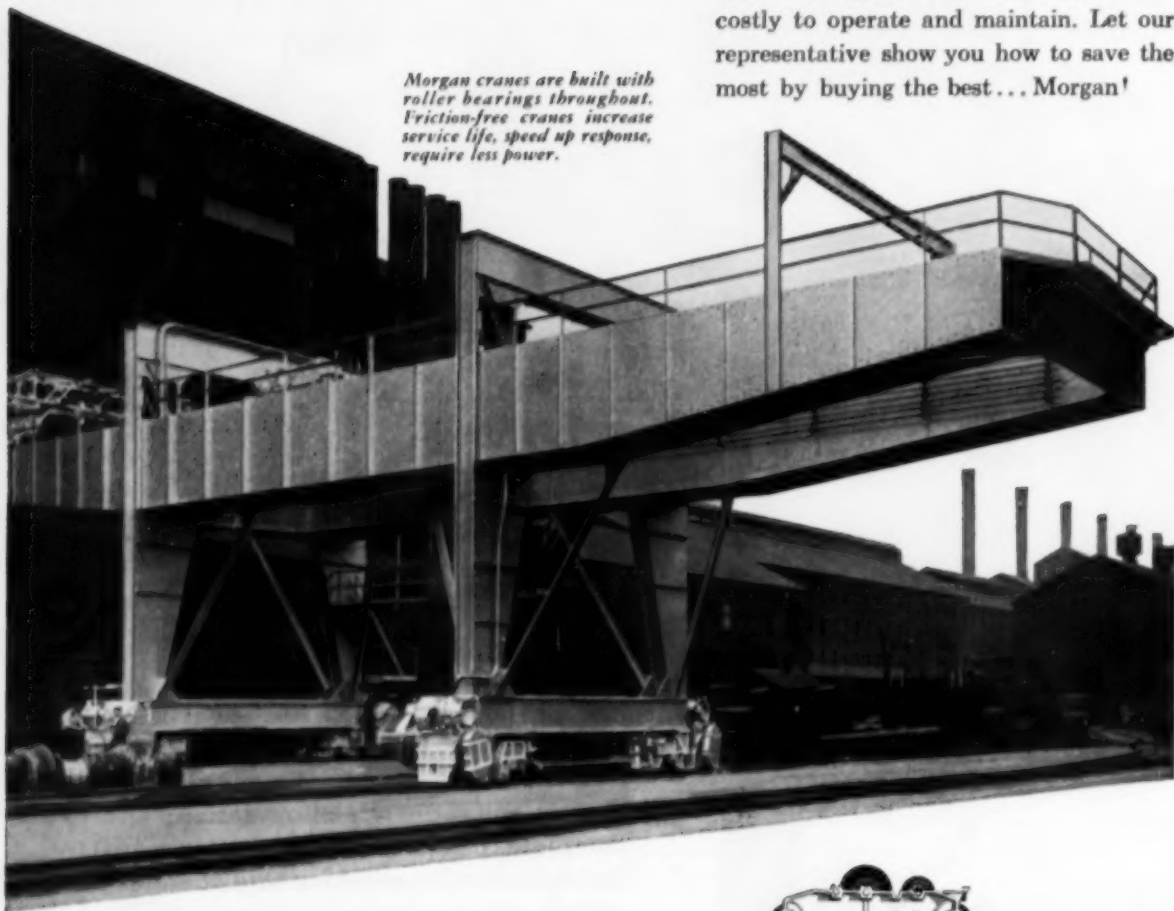 costly to operate and maintain. Let our
representative show you how to save the
most by buying the best... Morgan!
Morgan cranes are built with
roller bearings throughout.
Friction-free cranes increase
service life, speed up response,
require less power.